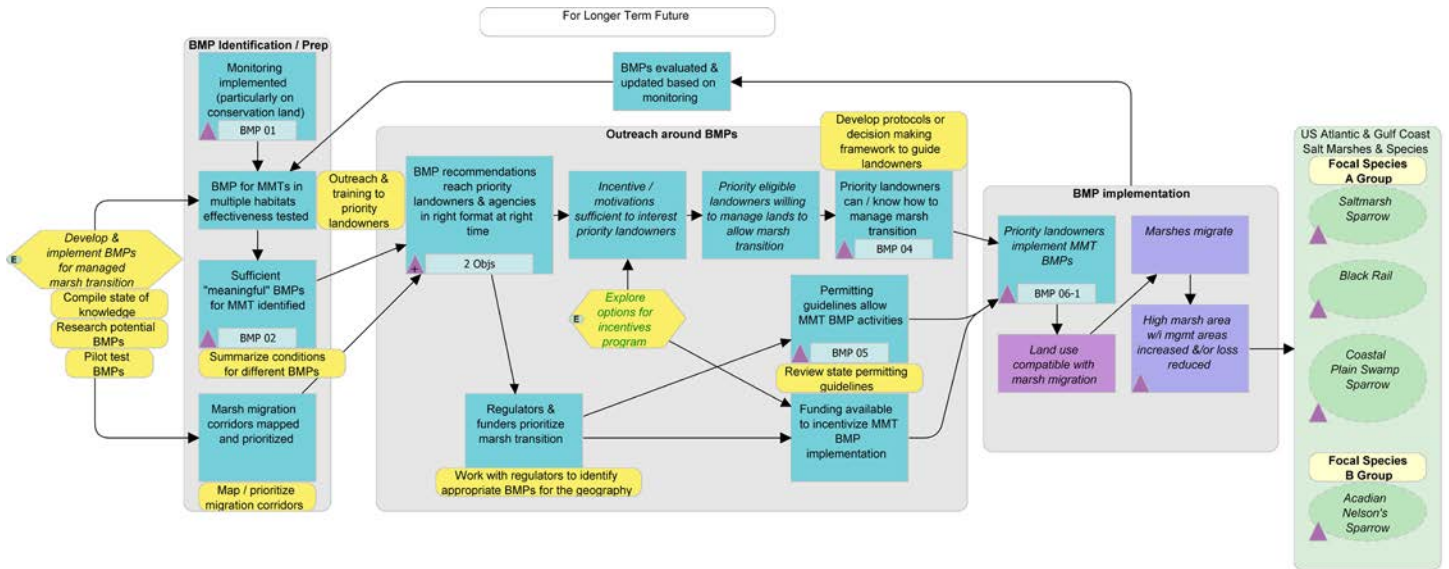 For Longer Term Future
BMP Identification / Prep
Monitoring
implemented
(particularly on
conservation land)
BMP 01
BMP for MMTs in
multiple habitats
effectiveness tested
E
Develop &
implement BMPs
for managed
marsh transition
Compile state of
knowledge
Research potential
BMPs
Pilot test
BMPs
Sufficient
"meaningful" BMPs
for MMT identified
BMP 02
Summarize conditions
for different BMPs
Marsh migration
corridors mapped
and prioritized
Map / prioritize
migration corridors
BMPs evaluated &
updated based on
monitoring
Outreach around BMPs
Outreach &
training to
priority
landowners
BMP recommendations
reach priority
landowners & agencies
in right format at right
time
2 Objs
Incentive /
motivations
sufficient to interest
priority landowners
Priority eligible
landowners willing
to manage lands to
allow marsh
transition
Develop protocols or
decision making
framework to guide
landowners
Priority landowners
can / know how to
manage marsh
transition
BMP 04
E
Explore
options for
incentives
program
Permitting
guidelines allow
MMT BMP activities
BMP 05
Review state permitting
guidelines
Regulators &
funders prioritize
marsh transition
Work with regulators to identify
appropriate BMPs for the geography
Funding available
to incentivize MMT
BMP
implementation
BMP implementation
Priority landowners
implement MMT
BMPs
BMP 06-1
Marshes migrate
Land use
compatible with
marsh migration
High marsh area
w/i mgmt areas
increased &/or loss
reduced
US Atlantic & Gulf Coast
Salt Marshes & Species
Focal Species
A Group
Saltmarsh
Sparrow
Black Rail
Coastal
Plain Swamp
Sparrow
Focal Species
B Group
Acadian
Nelson's
Sparrow